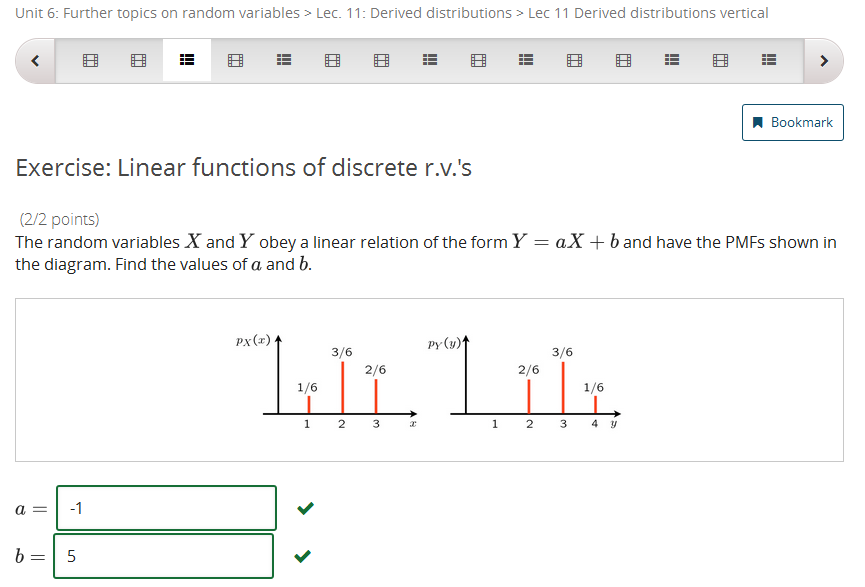 Unit 6: Further topics on random variables > Lec. 11: Derived distributions > Lec 11 Derived distributions vertical
Bookmark
Exercise: Linear functions of discrete r.v.'s
(2/2 points)
The random variables X and Y obey a linear relation of the form Y = aX + b and have the PMFs shown in
the diagram. Find the values of a and b.
pX(x)
1/6
3/6
2/6
1 2 3 x
pY(y)
2/6
3/6
1/6
1 2 3 4 y
a = -1
b = 5